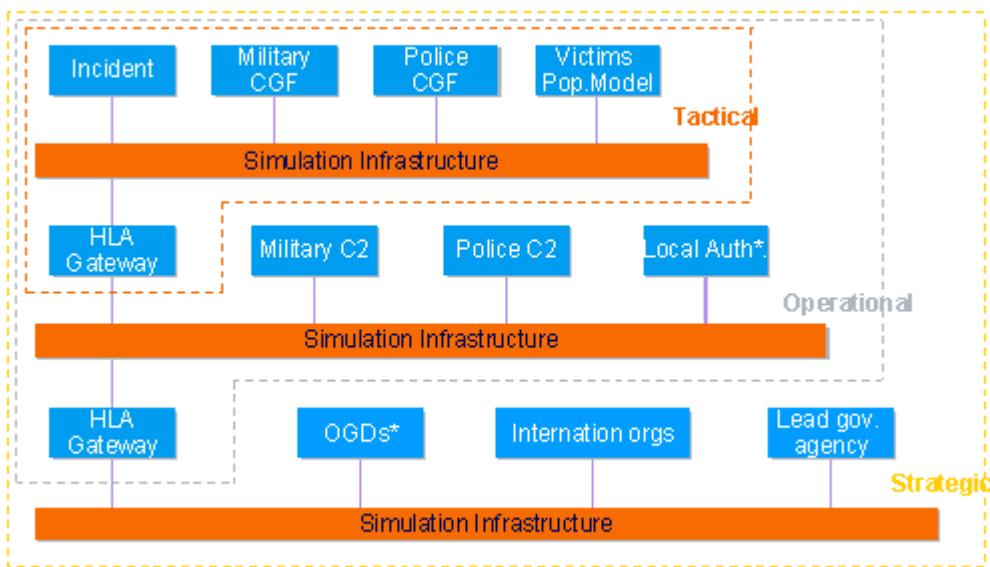 Incident
Military
CGF
Police
CGF
Victims
Pop.Model
Tactical
Simulation Infrastructure
HLA
Gateway
Military C2
Police C2
Local Auth*.
Operational
Simulation Infrastructure
HLA
Gateway
OGDs*
Internation orgs
Lead gov.
agency
Strategic
Simulation Infrastructure